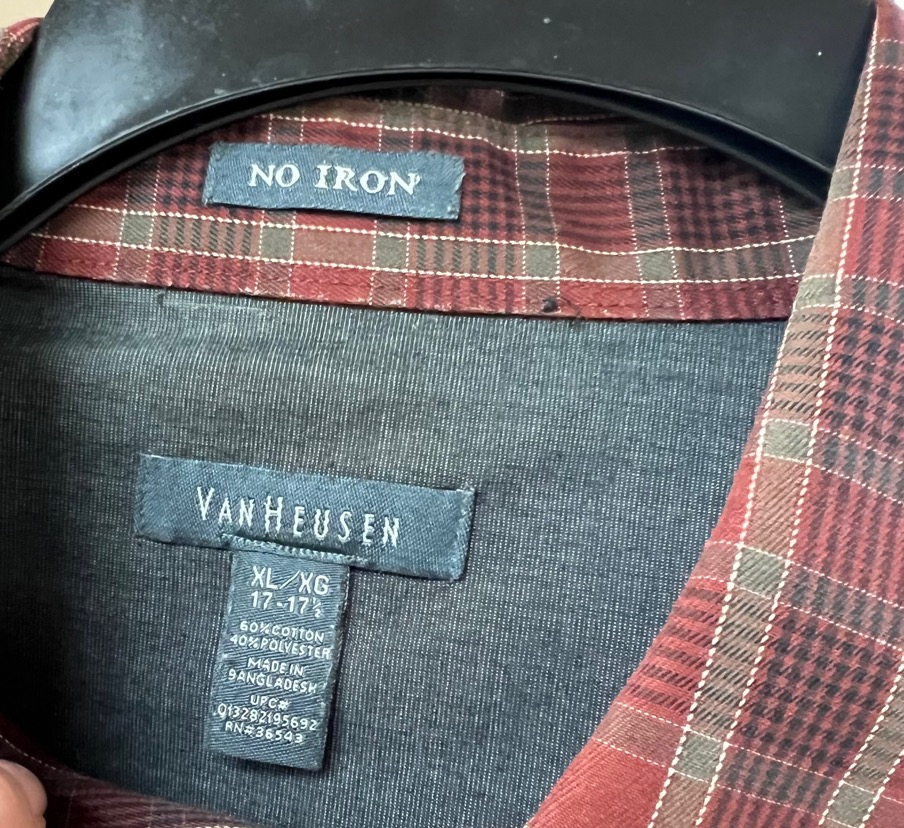 NO IRON
VANHEUSEN
XL/XG
17-17½
60%COTTON
40%POLYESTER
MADE IN
BANGLADESH
UPC#
013282195692
RN#36543